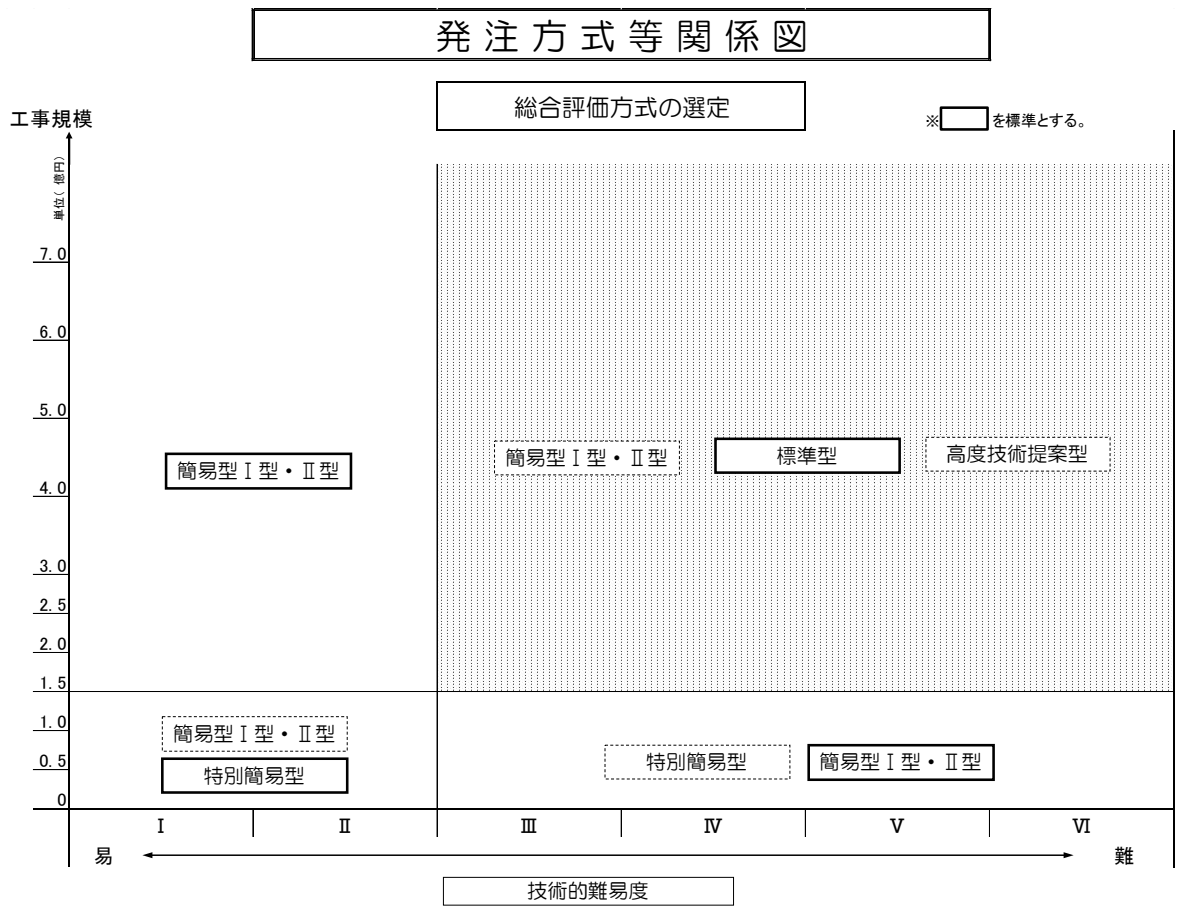 発注方式等関係図
総合評価方式の選定
工事規模
※ を標準とする。
単位(億円)
7.0
6.0
5.0
簡易型Ⅰ型・Ⅱ型
簡易型Ⅰ型・Ⅱ型
標準型
高度技術提案型
4.0
3.0
2.5
2.0
1.5
1.0
簡易型Ⅰ型・Ⅱ型
特別簡易型
簡易型Ⅰ型・Ⅱ型
0.5
特別簡易型
0
Ⅰ Ⅱ Ⅲ Ⅳ Ⅴ Ⅵ
易 難
技術的難易度